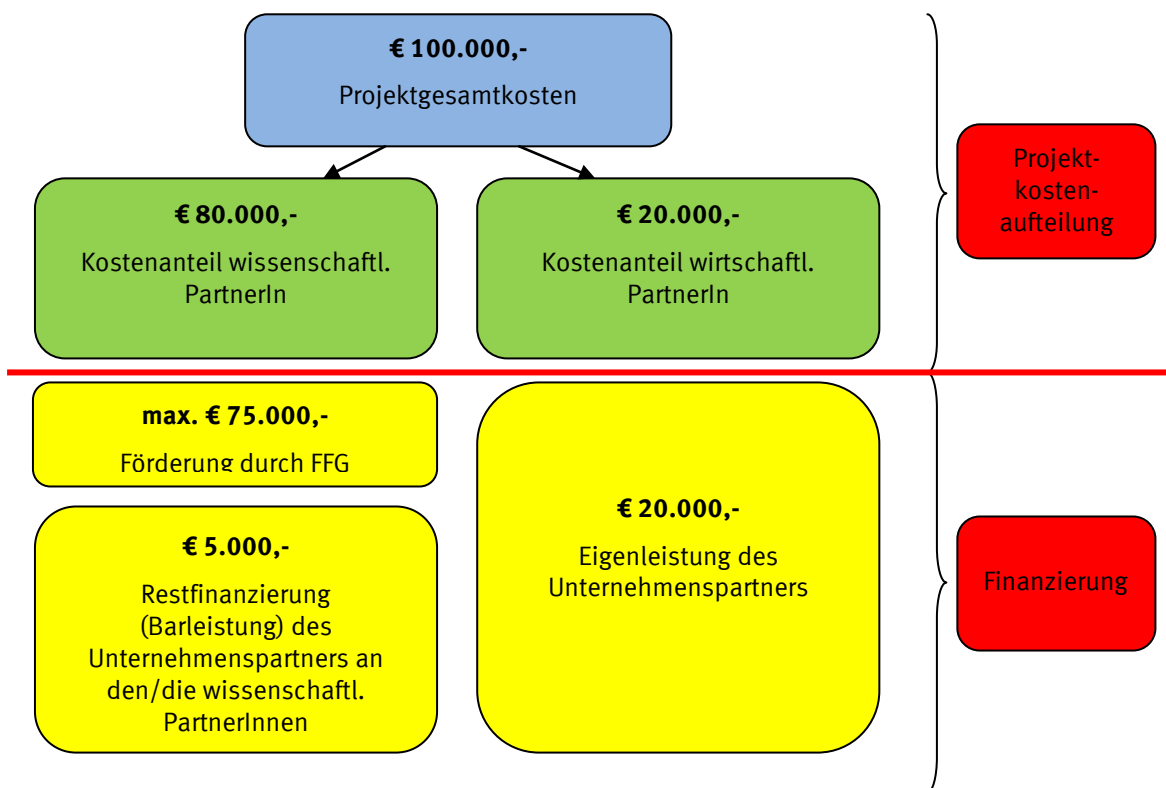 € 100.000,-
Projektgesamtkosten
€ 80.000,-
Kostenanteil wissenschaftl.
PartnerIn
€ 20.000,-
Kostenanteil wirtschaftl.
PartnerIn
Projekt-
kosten-
aufteilung
max. € 75.000,-
Förderung durch FFG
€ 5.000,-
Restfinanzierung
(Barleistung) des
Unternehmenspartners an
den/die wissenschaftl.
PartnerInnen
€ 20.000,-
Eigenleistung des
Unternehmenspartners
Finanzierung